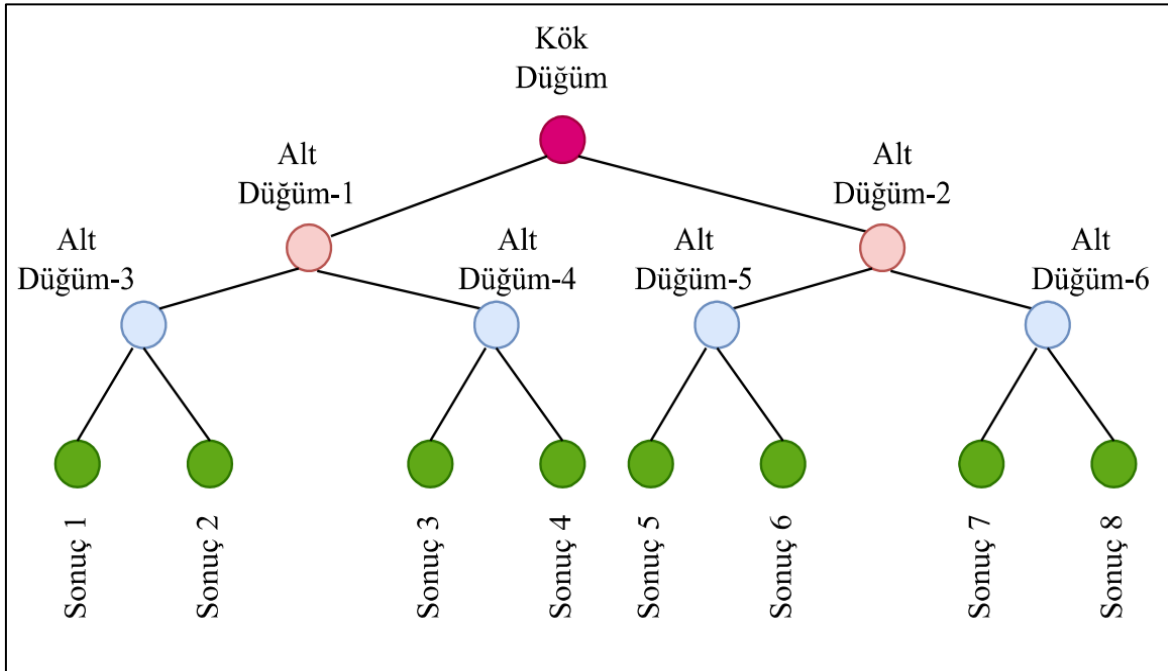 Kök
Düğüm
Alt
Düğüm-1
Alt
Düğüm-2
Alt
Düğüm-3
Alt
Düğüm-4
Alt
Düğüm-5
Alt
Düğüm-6
Sonuç 1
Sonuç 2
Sonuç 3
Sonuç 4
Sonuç 5
Sonuç 6
Sonuç 7
Sonuç 8